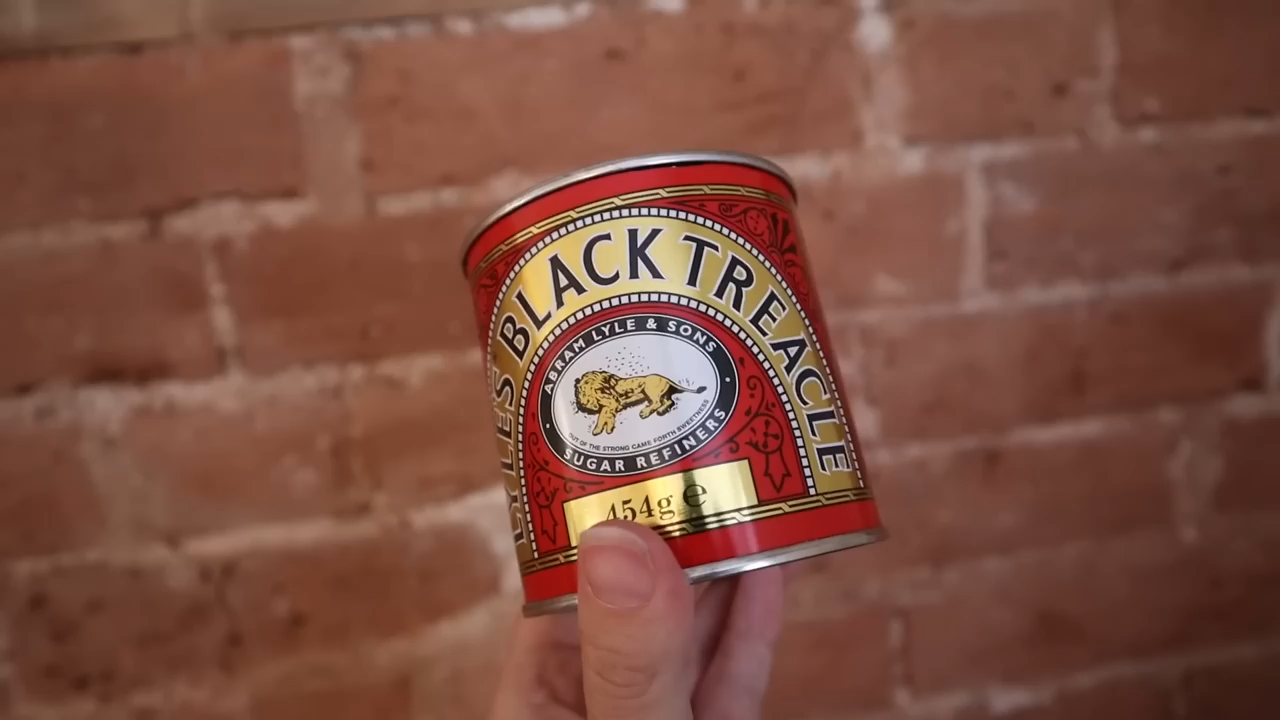 LYLE'S BLACK TREACLE
ABRAM LYLE & SONS
OUT OF THE STRONG CAME FORTH SWEETNESS
SUGAR REFINERS
454g e